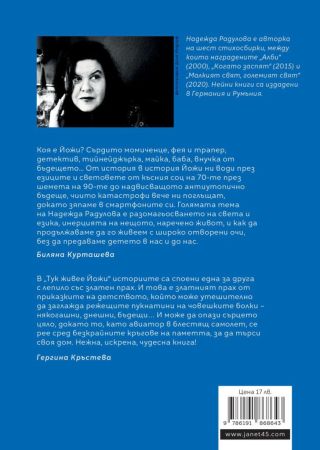 Надежда Радулова е авторка
на шест стихосбирки, между
които наградените „Албиˮ
(2000), „Когато заспятˮ (2015) и
„Малкият свят, големият святˮ
(2020). Нейни книги са издадени
в Германия и Румъния.
Коя е Йожи? Сърдито момиченце, фея и трапер,
детектив, тийнейджърка, майка, баба, внучка от
бъдещето... От история в история Йожи ни води през
езиците и световете от късния соц на 70-те през
шемета на 90-те до надвисващото антиутопично
бъдеще, чиито катастрофи вече ни поглъщат,
докато зяпаме в смартфоните си. Голямата тема
на Надежда Радулова е размагьосването на света и
езика, инерцията на нещото, наречено живот, и как да
продължаваме да го живеем с широко отворени очи,
без да предаваме детето в нас и до нас.
Биляна Курташева
В „Тук живее Йожиˮ историите са споени една за друга
с лепило със златен прах. И това е златният прах от
приказките на детството, който може утешително
да заглажда режещите пукнатини на човешките болки –
някогашни, днешни, бъдещи... И може да опази сърцето
цяло, докато то, като авиатор в блестящ самолет, се
рее сред безкрайните кръгове на паметта, за да търси
своя дом. Нежна, искрена, чудесна книга!
Гергина Кръстева
Цена 17 лв.
9 786191 868643
www.janet45.com